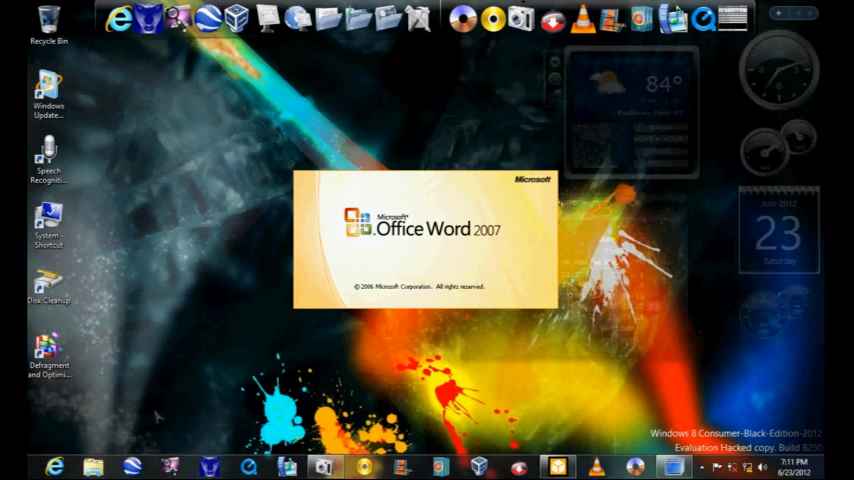 Recycle Bin
Windows
Update...
Speech
Recogniti...
System -
Shortcut
Disk Cleanup
Defragment
and Optimi...
84°
June 2012
23
Saturday
Microsoft
Microsoft®
Office Word 2007
© 2006 Microsoft Corporation. All rights reserved.
Windows 8 Consumer-Black-Edition-2012
Evaluation Hacked copy. Build 8250
7:11 PM
6/23/2012